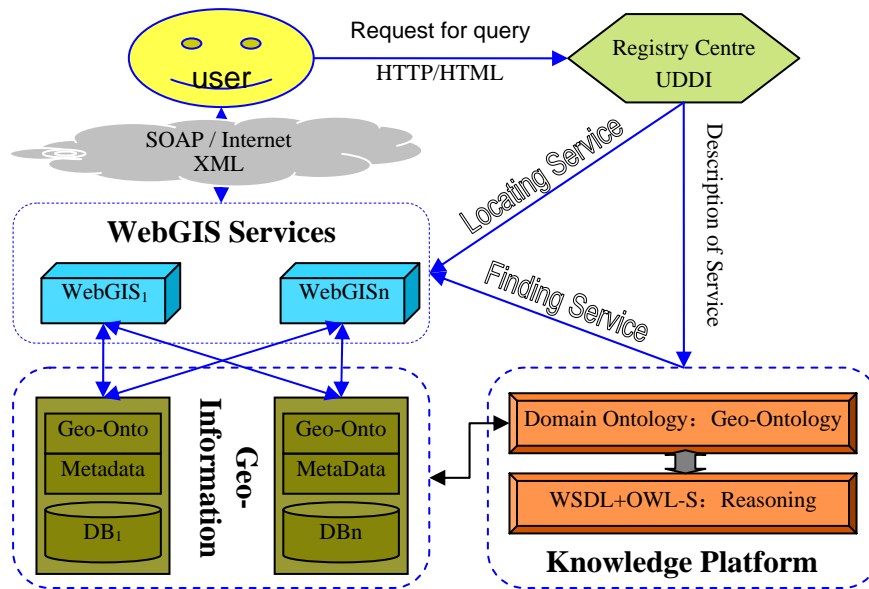 Request for query
user
HTTP/HTML
Registry Centre
UDDI
SOAP / Internet
XML
Locating Service
Description of Service
WebGIS Services
WebGIS₁
WebGISn
Finding Service
Geo-Onto
Metadata
DB₁
Geo-
Information
Geo-Onto
MetaData
DBn
Domain Ontology：Geo-Ontology
WSDL+OWL-S：Reasoning
Knowledge Platform